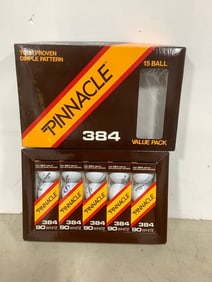 TOUR PROVEN
DIMPLE PATTERN
15 BALL
PINNACLE
384
VALUE PACK
PINNACLE
PINNACLE
PINNACLE
PINNACLE
PINNACLE
384
384
384
384
384
90 WHITE
90 WHITE
90 WHITE
90 WHITE
90 WHITE